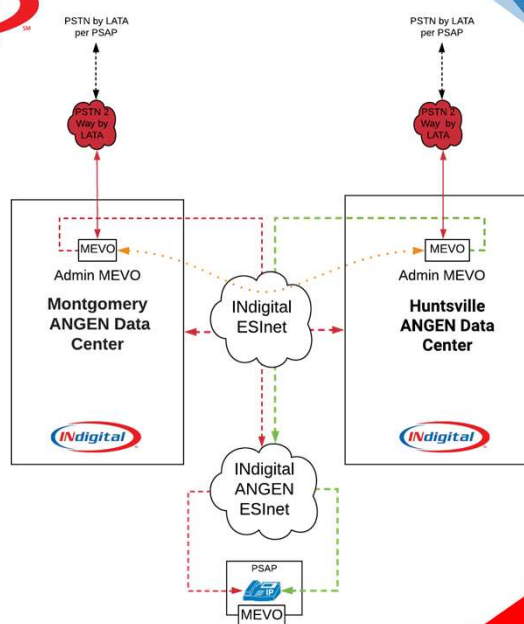 SM
PSTN by LATA
per PSAP
PSTN by LATA
per PSAP
PSTN 2
Way by
LATA
PSTN 2
Way by
LATA
MEVO
Admin MEVO
Montgomery
ANGEN Data
Center
INdigital
INdigital
ESInet
MEVO
Admin MEVO
Huntsville
ANGEN Data
Center
INdigital
INdigital
ANGEN
ESInet
PSAP
IP
MEVO